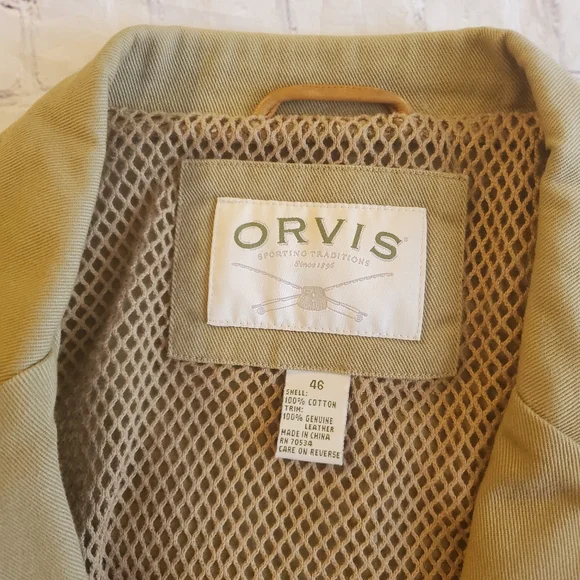 ORVIS®
SPORTING TRADITIONS
Since 1856
46
SHELL:
100% COTTON
TRIM:
100% GENUINE
LEATHER
MADE IN CHINA
RN 70534
CARE ON REVERSE